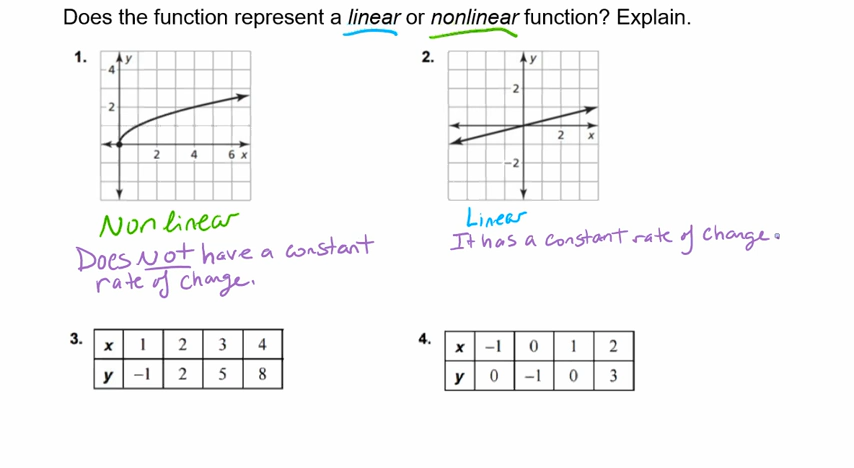 Does the function represent a linear or nonlinear function? Explain.
1.
y
4
2
2 4 6 x
Nonlinear
Does NOT have a constant
rate of change.
2.
y
2
2 x
−2
Linear
It has a constant rate of change.
3.
x 1 2 3 4
y −1 2 5 8
4.
x −1 0 1 2
y 0 −1 0 3